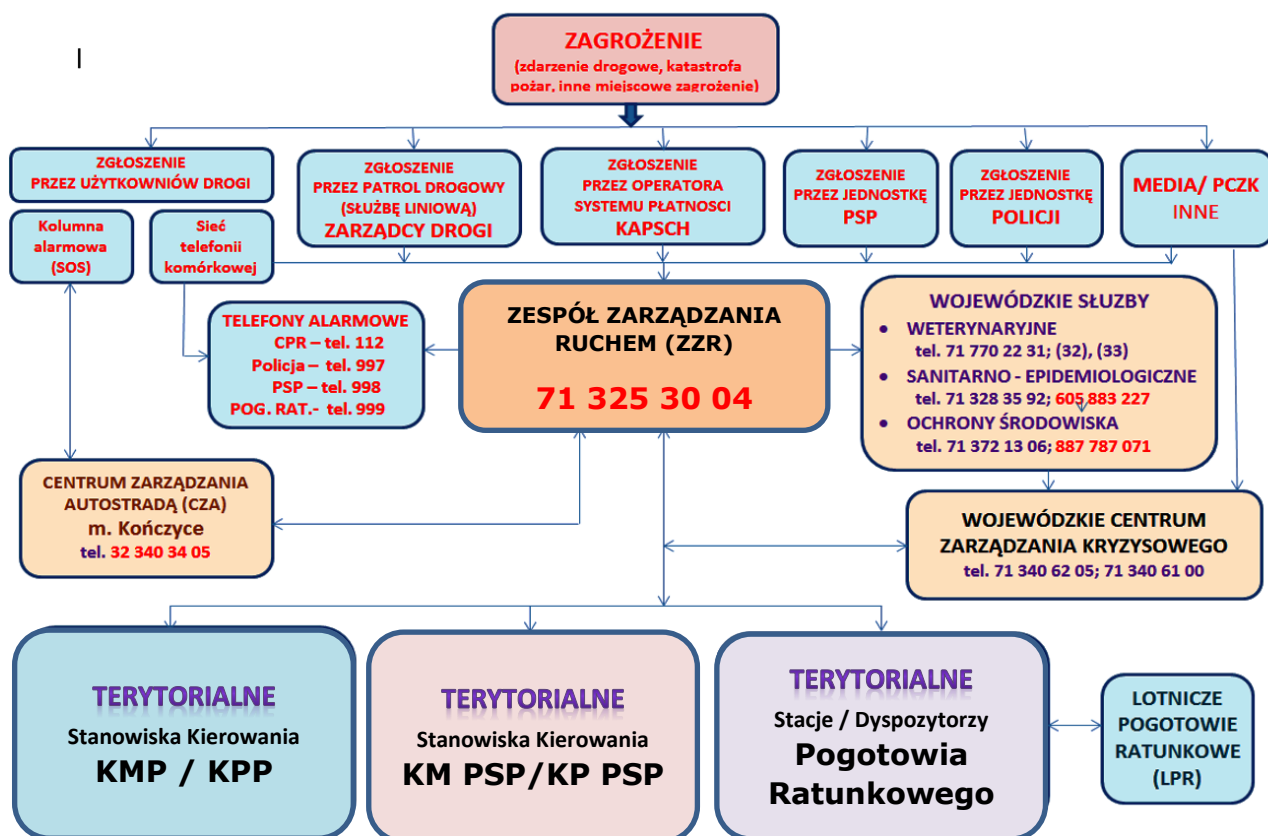 ZAGROŻENIE
(zdarzenie drogowe, katastrofa
pożar, inne miejscowe zagrożenie)
ZGŁOSZENIE
PRZEZ UŻYTKOWNIÓW DROGI
Kolumna
alarmowa
(SOS)
Sieć
telefonii
komórkowej
ZGŁOSZENIE
PRZEZ PATROL DROGOWY
(SŁUŻBĘ LINIOWĄ)
ZARZĄDCY DROGI
ZGŁOSZENIE
PRZEZ OPERATORA
SYSTEMU PŁATNOSCI
KAPSCH
ZGŁOSZENIE
PRZEZ JEDNOSTKĘ
PSP
ZGŁOSZENIE
PRZEZ JEDNOSTKĘ
POLICJI
MEDIA/ PCZK
INNE
TELEFONY ALARMOWE
CPR – tel. 112
Policja – tel. 997
PSP – tel. 998
POG. RAT.- tel. 999
ZESPÓŁ ZARZĄDZANIA
RUCHEM (ZZR)
71 325 30 04
WOJEWÓDZKIE SŁUZBY
• WETERYNARYJNE
tel. 71 770 22 31; (32), (33)
• SANITARNO - EPIDEMIOLOGICZNE
tel. 71 328 35 92; 605 883 227
• OCHRONY ŚRODOWISKA
tel. 71 372 13 06; 887 787 071
CENTRUM ZARZĄDZANIA
AUTOSTRADĄ (CZA)
m. Kończyce
tel. 32 340 34 05
WOJEWÓDZKIE CENTRUM
ZARZĄDZANIA KRYZYSOWEGO
tel. 71 340 62 05; 71 340 61 00
TERYTORIALNE
Stanowiska Kierowania
KMP / KPP
TERYTORIALNE
Stanowiska Kierowania
KM PSP/KP PSP
TERYTORIALNE
Stacje / Dyspozytorzy
Pogotowia
Ratunkowego
LOTNICZE
POGOTOWIE
RATUNKOWE
(LPR)